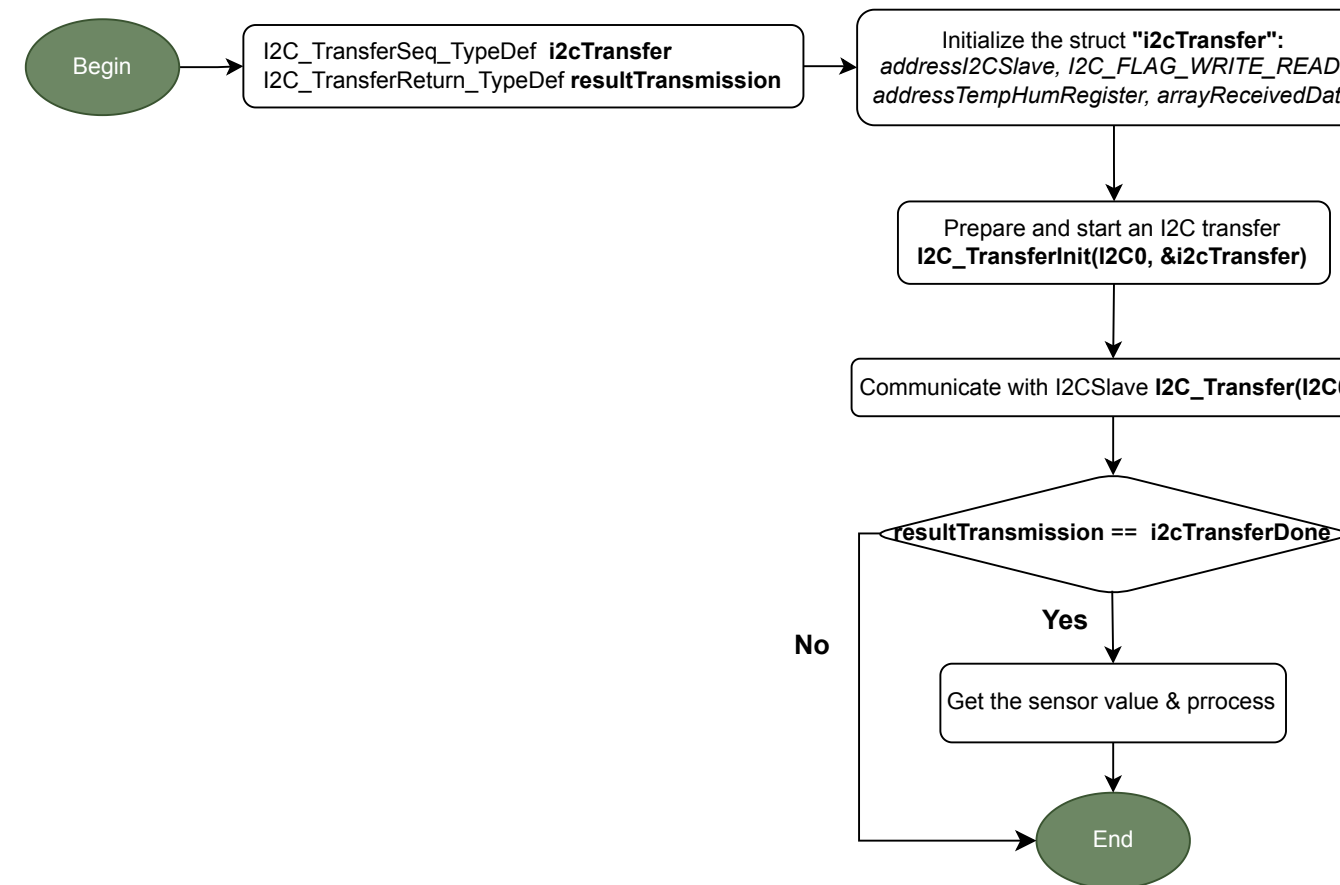 Begin
I2C_TransferSeq_TypeDef i2cTransfer
I2C_TransferReturn_TypeDef resultTransmission
Initialize the struct "i2cTransfer":
addressI2CSlave, I2C_FLAG_WRITE_READ
addressTempHumRegister, arrayReceivedDat
Prepare and start an I2C transfer
I2C_TransferInit(I2C0, &i2cTransfer)
Communicate with I2CSlave I2C_Transfer(I2C0
resultTransmission == i2cTransferDone
Yes
No
Get the sensor value & prrocess
End